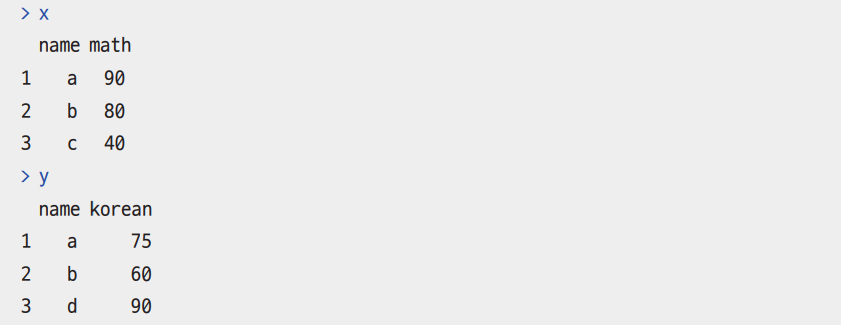 > x
name math
1 a 90
2 b 80
3 c 40
> y
name korean
1 a 75
2 b 60
3 d 90